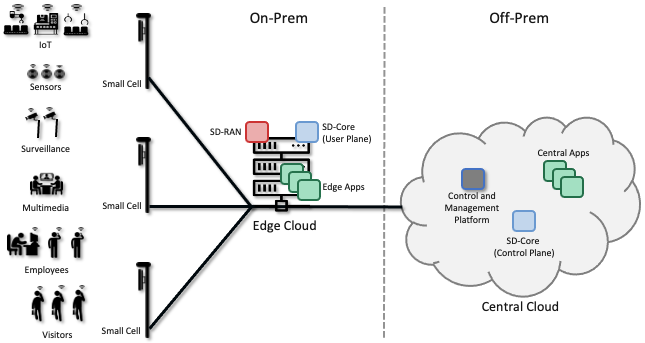 On-Prem
Off-Prem
IoT
Small Cell
Sensors
Surveillance
SD-RAN
SD-Core
(User Plane)
Edge Apps
Central Apps
Control and
Management
Platform
Multimedia
Small Cell
Edge Cloud
SD-Core
(Control Plane)
Employees
Central Cloud
Small Cell
Visitors